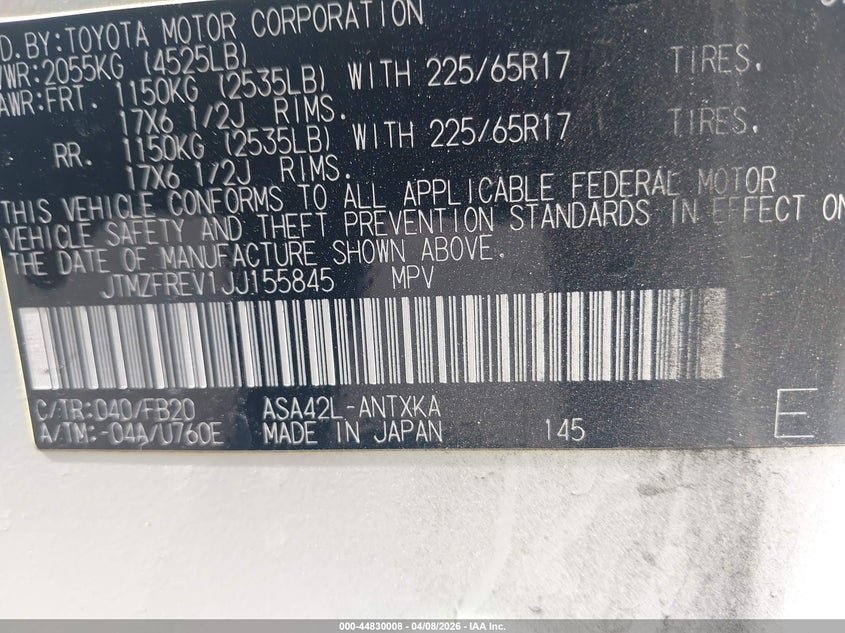 D. BY: TOYOTA MOTOR CORPORATION
WR: 2055KG (4525LB)
AWR: FRT. 1150KG (2535LB) WITH 225/65R17 TIRES.
17X6 1/2J RIMS.
RR. 1150KG (2535LB) WITH 225/65R17 TIRES.
17X6 1/2J RIMS.
THIS VEHICLE CONFORMS TO ALL APPLICABLE FEDERAL MOTOR
VEHICLE SAFETY AND THEFT PREVENTION STANDARDS IN EFFECT ON
THE DATE OF MANUFACTURE SHOWN ABOVE.
JTMZFREV1JJ155845 MPV
C/TR: 040/FB20 ASA42L-ANTXKA
A/TM: -04A/U760E MADE IN JAPAN 145 E
000-44830008 - 04/08/2026 - IAA Inc.